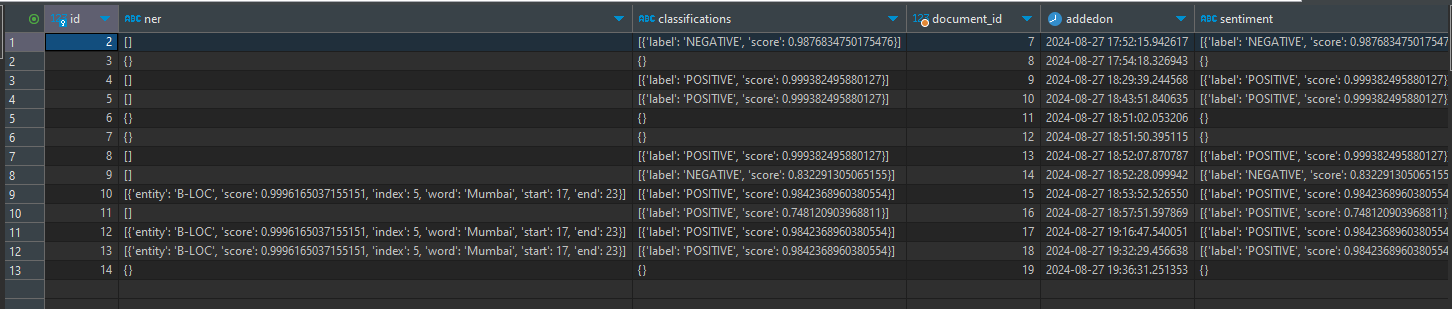 id ner classifications document_id addedon sentiment
1 2 [] [{'label': 'NEGATIVE', 'score': 0.9876834750175476}] 7 2024-08-27 17:52:15.942617 [{'label': 'NEGATIVE', 'score': 0.987683475017547
2 3 {} {} 8 2024-08-27 17:54:18.326943 {}
3 4 [] [{'label': 'POSITIVE', 'score': 0.999382495880127}] 9 2024-08-27 18:29:39.244568 [{'label': 'POSITIVE', 'score': 0.999382495880127}]
4 5 [] [{'label': 'POSITIVE', 'score': 0.999382495880127}] 10 2024-08-27 18:43:51.840635 [{'label': 'POSITIVE', 'score': 0.999382495880127}]
5 6 {} {} 11 2024-08-27 18:51:02.053206 {}
6 7 {} {} 12 2024-08-27 18:51:50.395115 {}
7 8 [] [{'label': 'POSITIVE', 'score': 0.999382495880127}] 13 2024-08-27 18:52:07.870787 [{'label': 'POSITIVE', 'score': 0.999382495880127}]
8 9 [] [{'label': 'NEGATIVE', 'score': 0.832291305065155}] 14 2024-08-27 18:52:28.099942 [{'label': 'NEGATIVE', 'score': 0.832291305065155
9 10 [{'entity': 'B-LOC', 'score': 0.9996165037155151, 'index': 5, 'word': 'Mumbai', 'start': 17, 'end': 23}] [{'label': 'POSITIVE', 'score': 0.9842368960380554}] 15 2024-08-27 18:53:52.526550 [{'label': 'POSITIVE', 'score': 0.9842368960380554
10 11 [] [{'label': 'POSITIVE', 'score': 0.748120903968811}] 16 2024-08-27 18:57:51.597869 [{'label': 'POSITIVE', 'score': 0.748120903968811}]
11 12 [{'entity': 'B-LOC', 'score': 0.9996165037155151, 'index': 5, 'word': 'Mumbai', 'start': 17, 'end': 23}] [{'label': 'POSITIVE', 'score': 0.9842368960380554}] 17 2024-08-27 19:16:47.540051 [{'label': 'POSITIVE', 'score': 0.9842368960380554
12 13 [{'entity': 'B-LOC', 'score': 0.9996165037155151, 'index': 5, 'word': 'Mumbai', 'start': 17, 'end': 23}] [{'label': 'POSITIVE', 'score': 0.9842368960380554}] 18 2024-08-27 19:32:29.456638 [{'label': 'POSITIVE', 'score': 0.9842368960380554
13 14 {} {} 19 2024-08-27 19:36:31.251353 {}